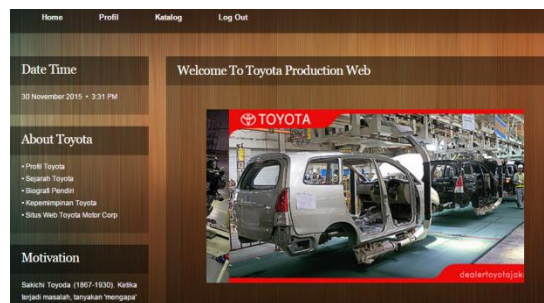 Home Profil Katalog Log Out
Date Time
30 November 2015 • 3:31 PM
About Toyota
• Profil Toyota
• Sejarah Toyota
• Biografi Pendiri
• Kepemimpinan Toyota
• Situs Web Toyota Motor Corp
Motivation
Sakichi Toyoda (1867-1930). Ketika
terjadi masalah, tanyakan 'mengapa'
Welcome To Toyota Production Web
TOYOTA
dealertoyotajak